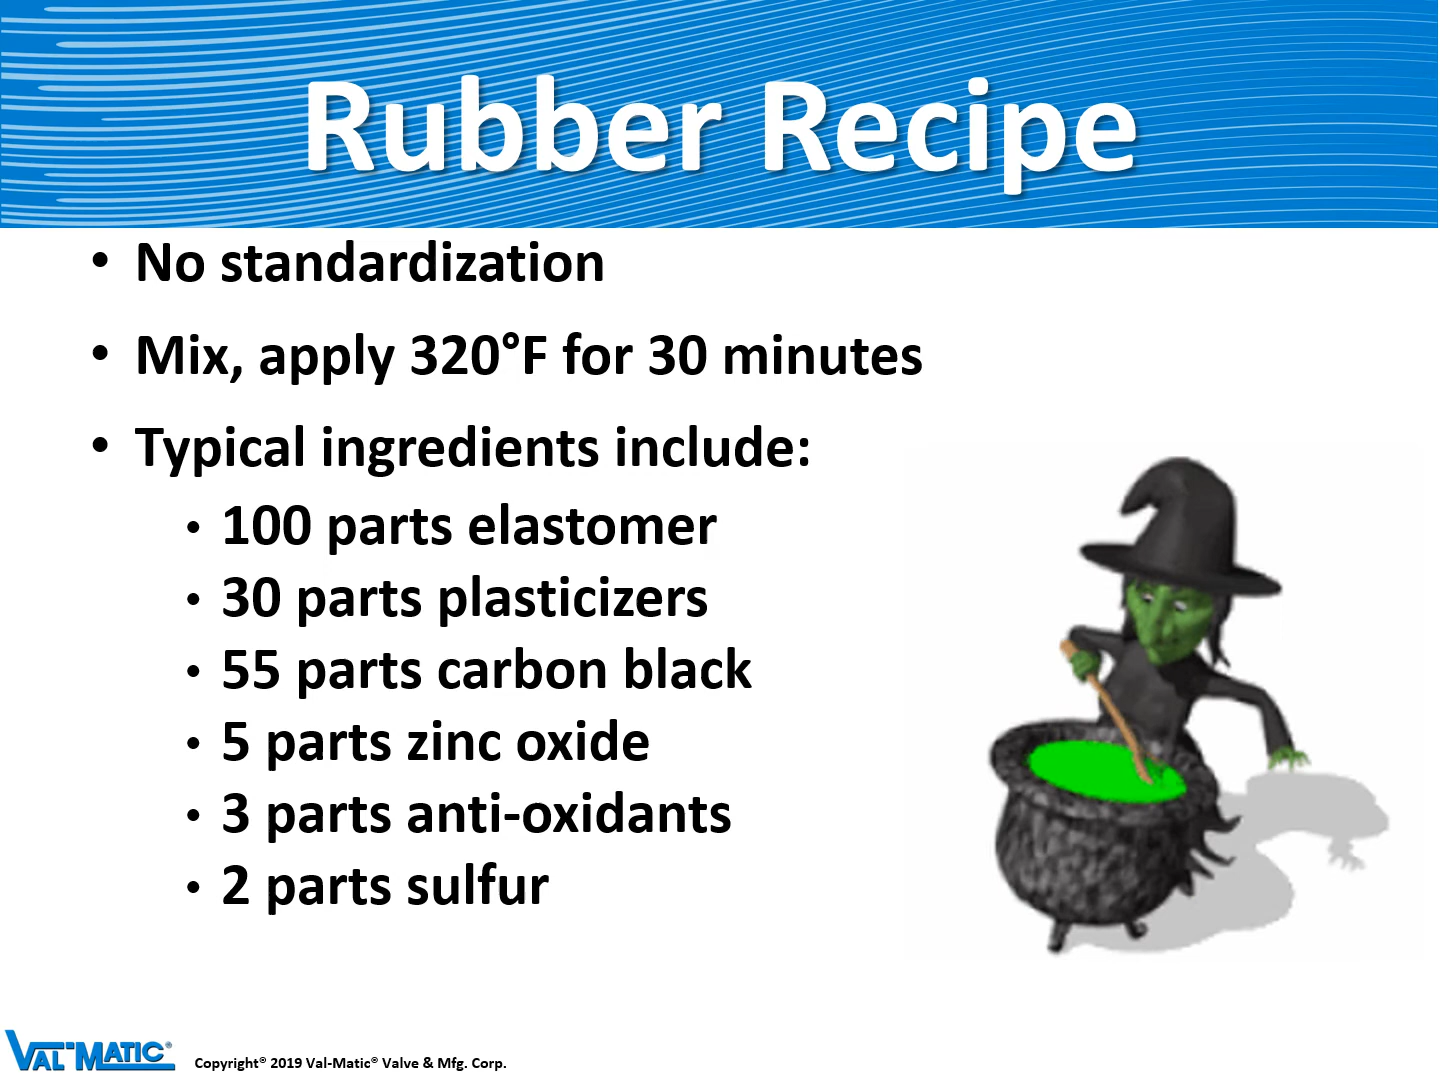 Rubber Recipe
• No standardization
• Mix, apply 320°F for 30 minutes
• Typical ingredients include:
• 100 parts elastomer
• 30 parts plasticizers
• 55 parts carbon black
• 5 parts zinc oxide
• 3 parts anti-oxidants
• 2 parts sulfur
VAL-MATIC® Copyright® 2019 Val-Matic® Valve & Mfg. Corp.